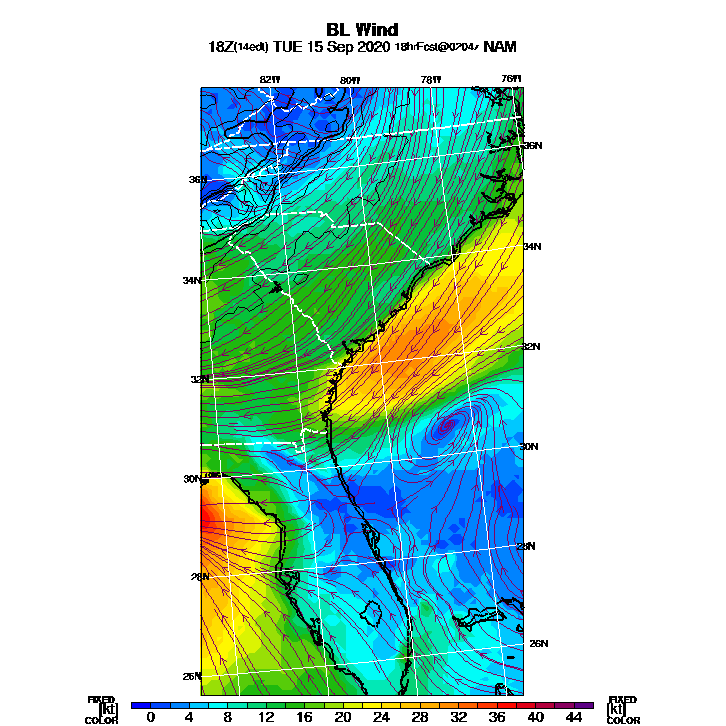 BL Wind
18Z(14edt) TUE 15 Sep 2020 18hrFcst@0204z NAM
82W 80W 78W 76W
36N
36N
34N
34N
32N
32N
30N
30N
28N
28N
26N
26N
FIXED FIXED
[kt] 0 4 8 12 16 20 24 28 32 36 40 44 [kt]
COLOR COLOR